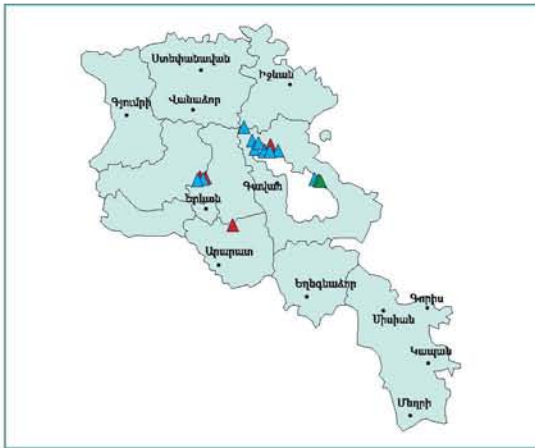 Ստեփանավան
Իջևան
Գյումրի
Վանաձոր
Գավառ
Երևան
Արարատ
Եղեգնաձոր
Գորիս
Սիսիան
Կապան
Մեղրի